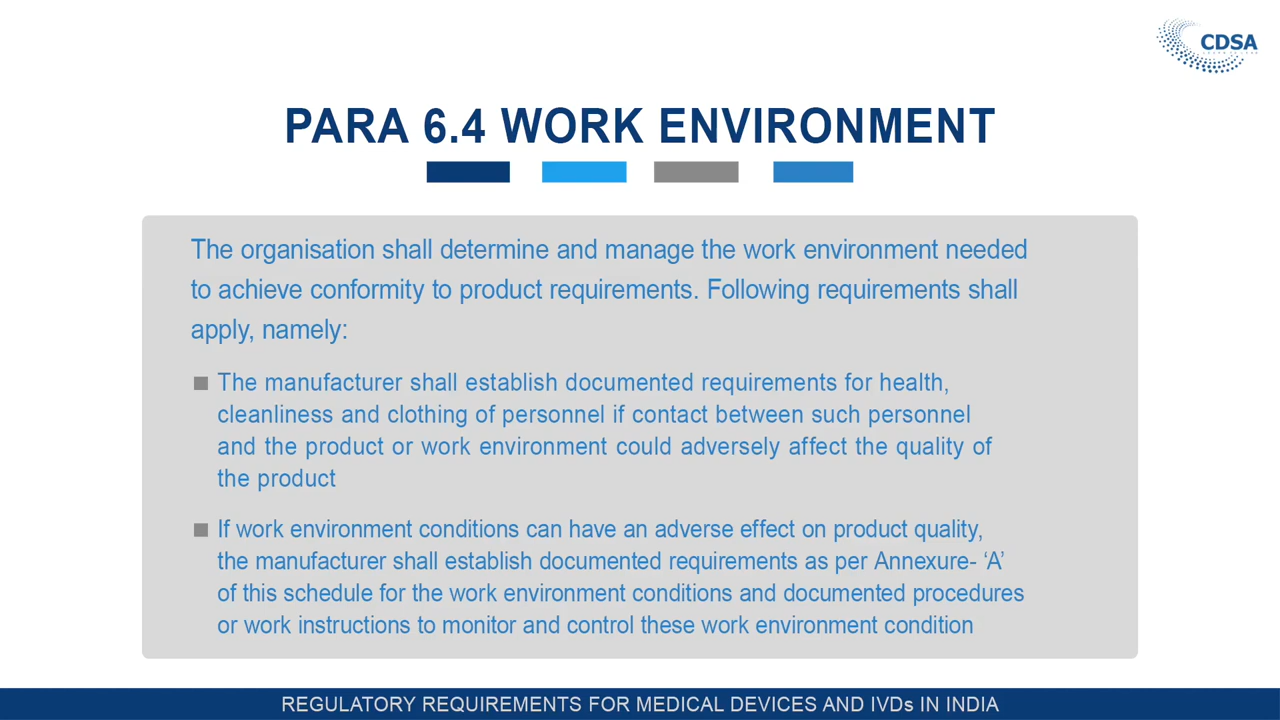 CDSA
PARA 6.4 WORK ENVIRONMENT
The organisation shall determine and manage the work environment needed
to achieve conformity to product requirements. Following requirements shall
apply, namely:
The manufacturer shall establish documented requirements for health,
cleanliness and clothing of personnel if contact between such personnel
and the product or work environment could adversely affect the quality of
the product
If work environment conditions can have an adverse effect on product quality,
the manufacturer shall establish documented requirements as per Annexure- ‘A’
of this schedule for the work environment conditions and documented procedures
or work instructions to monitor and control these work environment condition
REGULATORY REQUIREMENTS FOR MEDICAL DEVICES AND IVDs IN INDIA